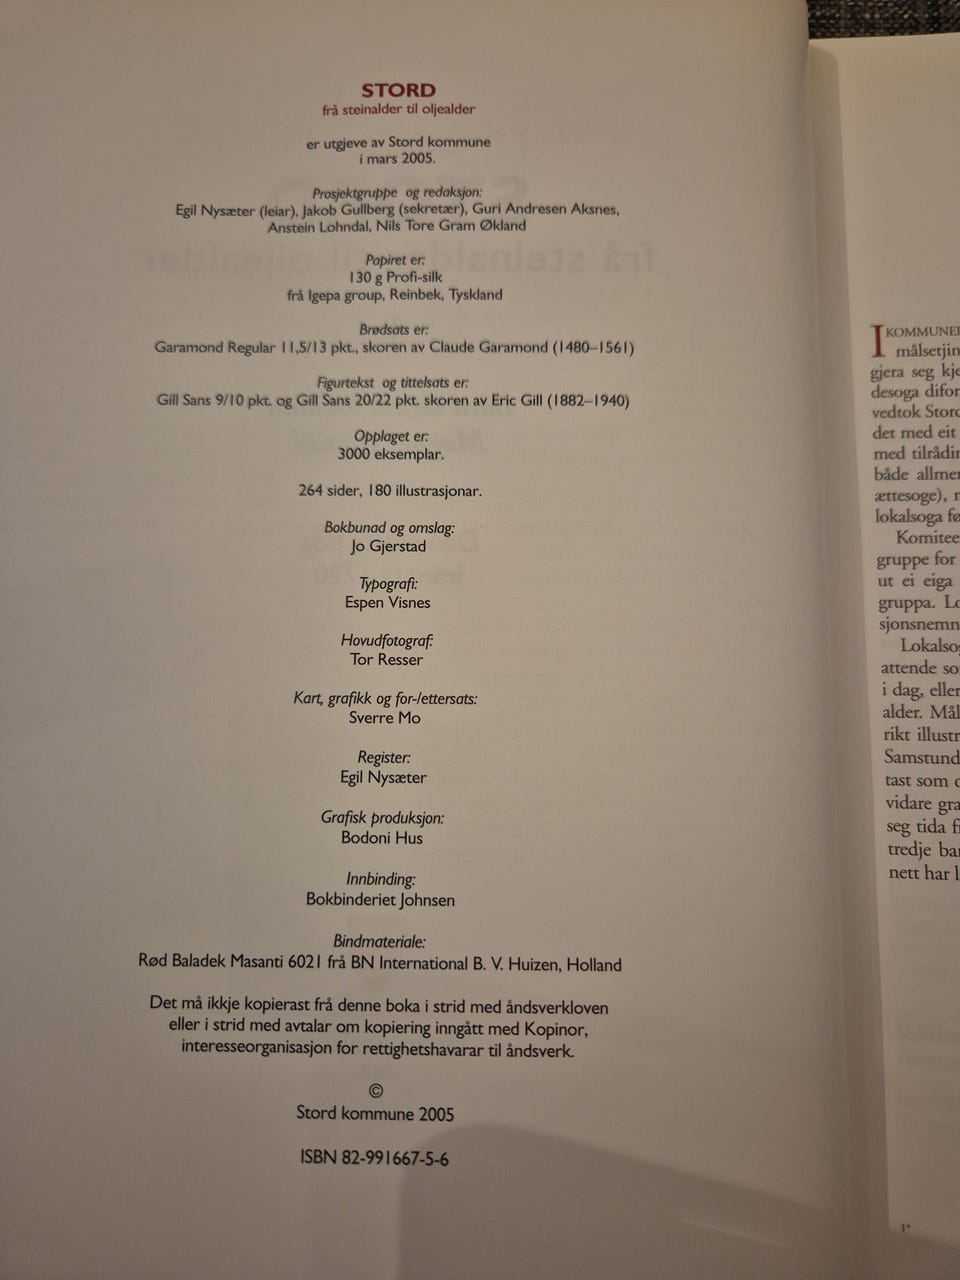 STORD
frå steinalder til oljealder
er utgjeve av Stord kommune
i mars 2005.
Prosjektgruppe og redaksjon:
Egil Nysæter (leiar), Jakob Gullberg (sekretær), Guri Andresen Aksnes,
Anstein Lohndal, Nils Tore Gram Økland
Papiret er:
130 g Profi-silk
frå Igepa group, Reinbek, Tyskland
Brødsats er:
Garamond Regular 11,5/13 pkt., skoren av Claude Garamond (1480–1561)
Figurtekst og tittelsats er:
Gill Sans 9/10 pkt. og Gill Sans 20/22 pkt. skoren av Eric Gill (1882–1940)
Opplaget er:
3000 eksemplar.
264 sider, 180 illustrasjonar.
Bokbunad og omslag:
Jo Gjerstad
Typografi:
Espen Visnes
Hovudfotograf:
Tor Resser
Kart, grafikk og for-/ettersats:
Sverre Mo
Register:
Egil Nysæter
Grafisk produksjon:
Bodoni Hus
Innbinding:
Bokbinderiet Johnsen
Bindmateriale:
Rød Baladek Masanti 6021 frå BN International B. V. Huizen, Holland
Det må ikkje kopierast frå denne boka i strid med åndsverkloven
eller i strid med avtalar om kopiering inngått med Kopinor,
interesseorganisasjon for rettighetshavarar til åndsverk.
©
Stord kommune 2005
ISBN 82-991667-5-6
I KOMMUNE
målsetjin
gjera seg kje
desoga difor
vedtok Stord
det med eit
med tilrådin
både allme
ættesoge), 
lokalsoga fø
Komitee
gruppe for
ut ei eiga
gruppa. Lo
sjonsnemn
Lokalso
attende so
i dag, eller
alder. Mål
rikt illustr
Samstund
tast som
vidare gra
seg tida fi
tredje ba
nett har l